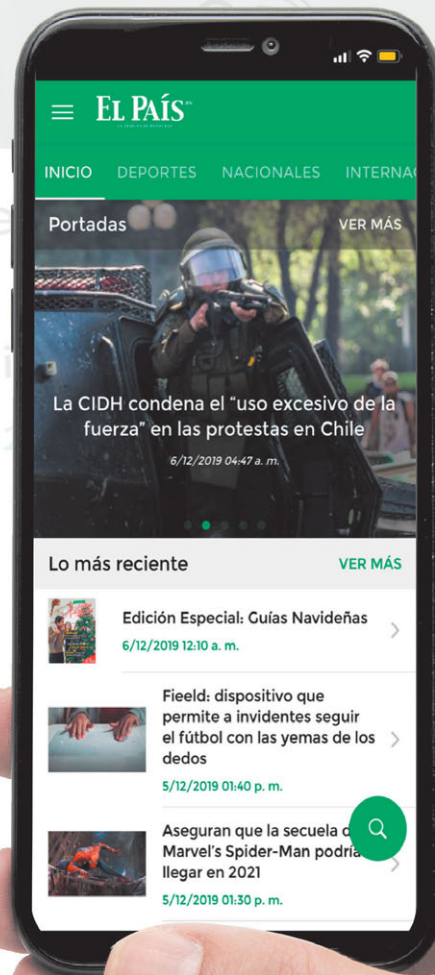 EL PAÍS
INICIO DEPORTES NACIONALES INTERNA
Portadas VER MÁS
La CIDH condena el “uso excesivo de la
fuerza” en las protestas en Chile
6/12/2019 04:47 a. m.
Lo más reciente VER MÁS
Edición Especial: Guías Navideñas
6/12/2019 12:10 a. m.
Fieeld: dispositivo que
permite a invidentes seguir
el fútbol con las yemas de los
dedos
5/12/2019 01:40 p. m.
Aseguran que la secuela d
Marvel’s Spider-Man podría
llegar en 2021
5/12/2019 01:30 p. m.